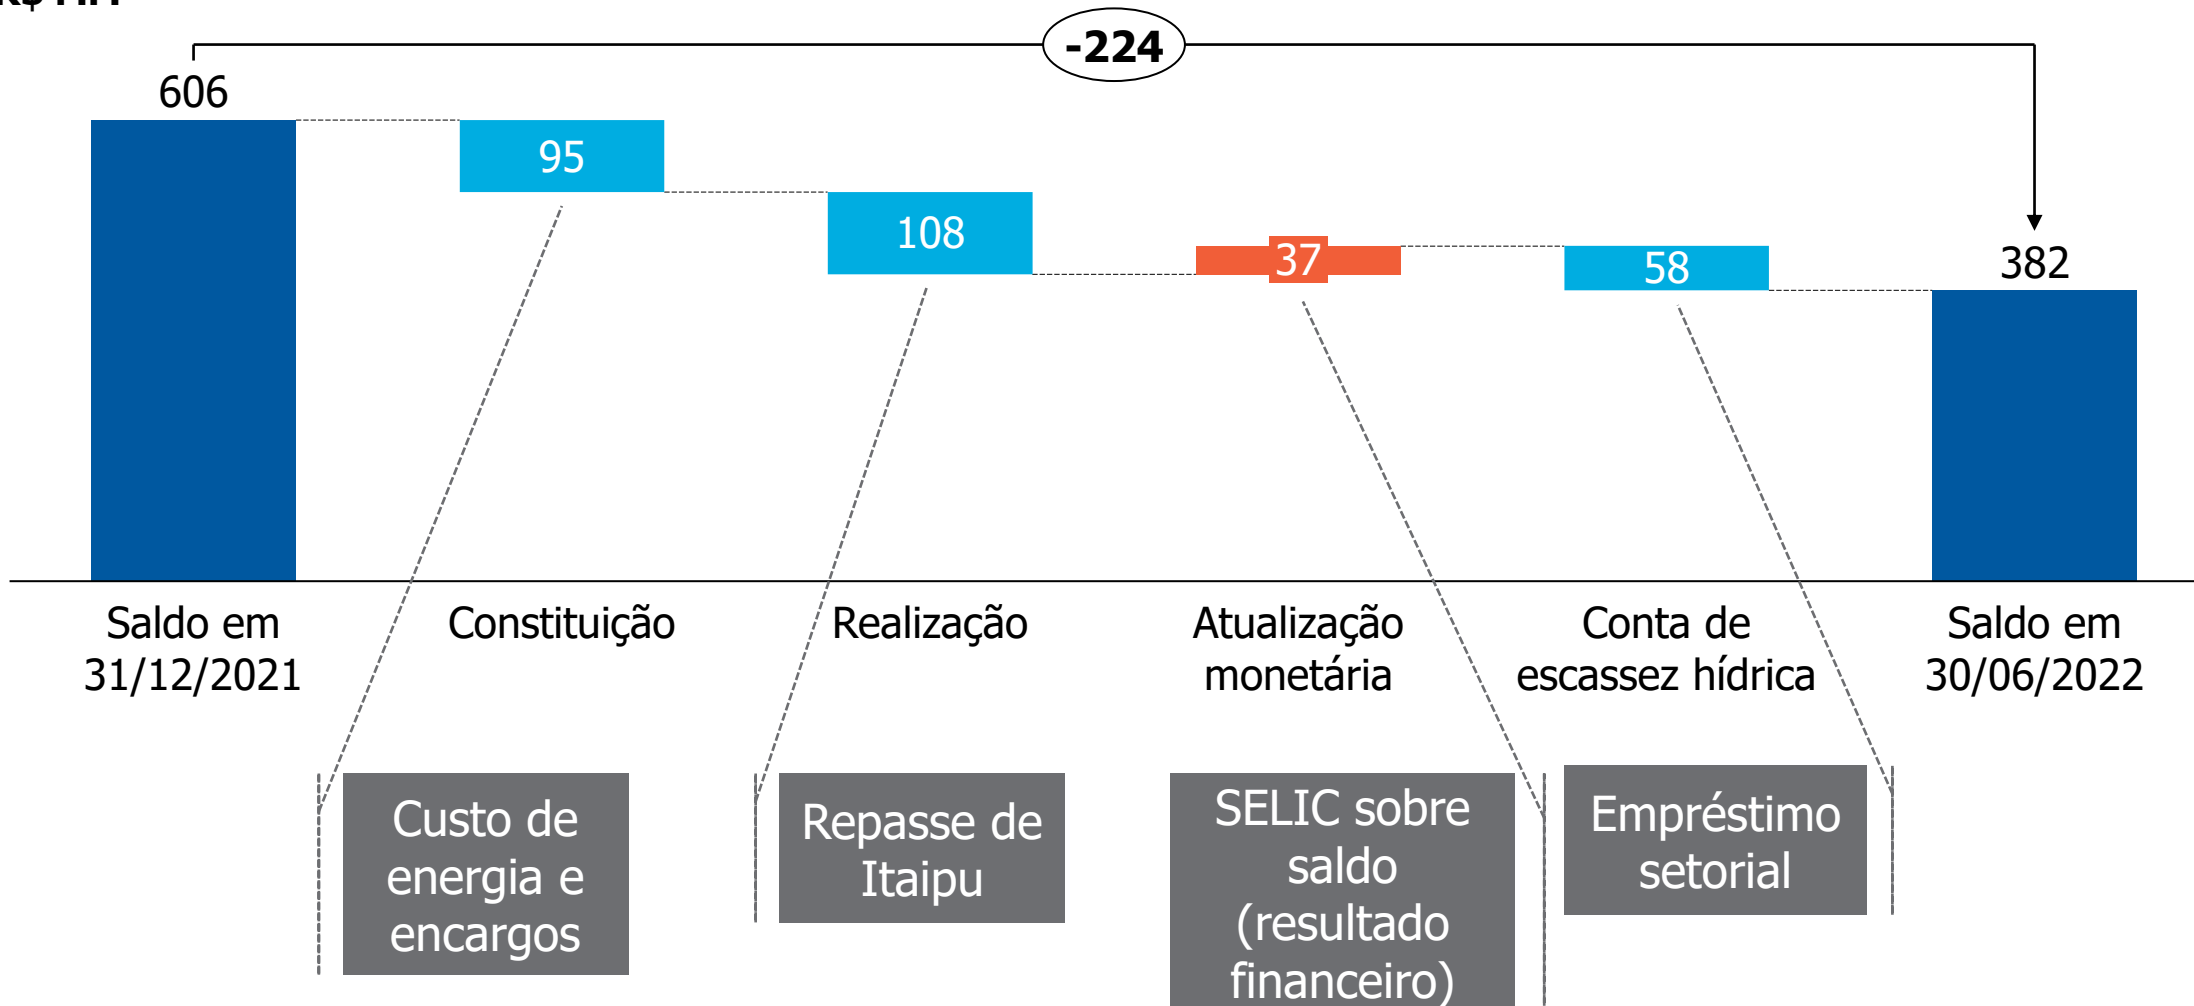 -224
606
95
108
37
58
382
Saldo em
31/12/2021
Constituição
Realização
Atualização
monetária
Conta de
escassez hídrica
Saldo em
30/06/2022
Custo de
energia e
encargos
Repasse de
Itaipu
SELIC sobre
saldo
(resultado
financeiro)
Empréstimo
setorial